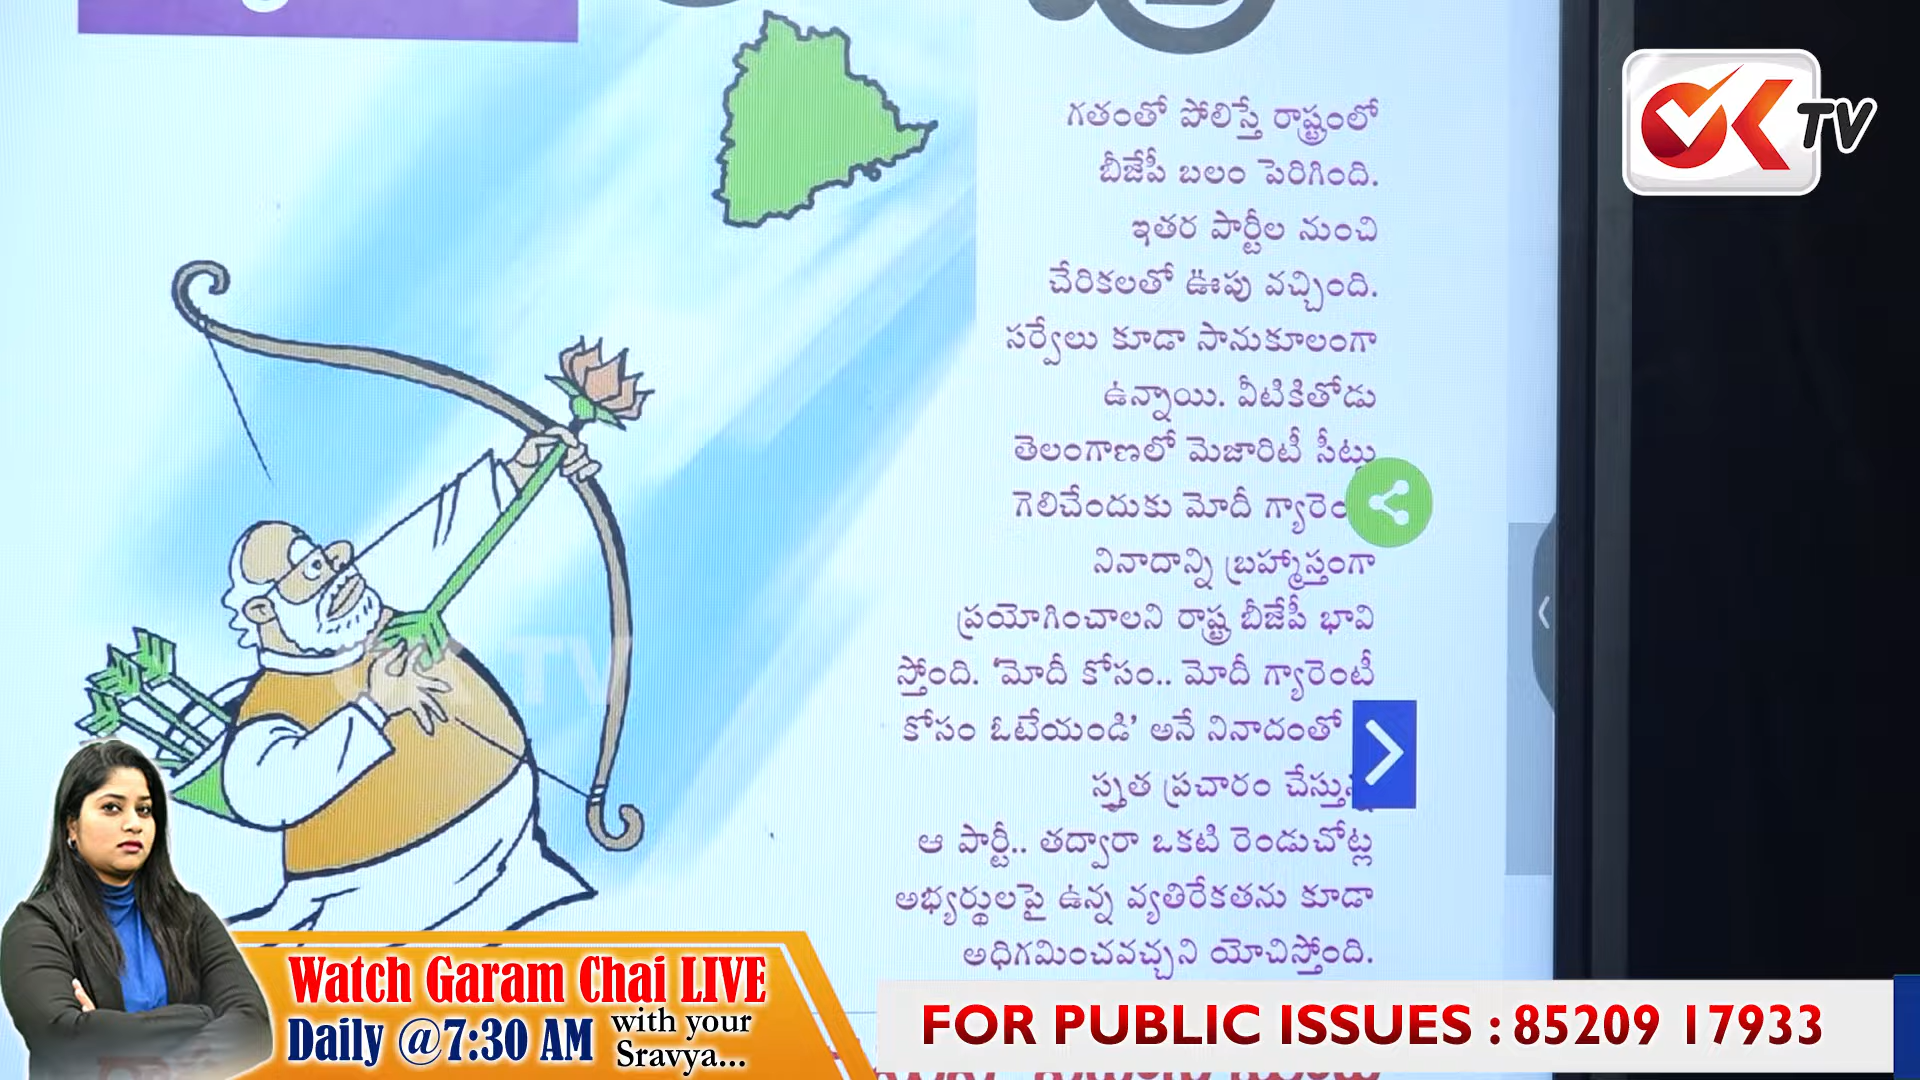 OK TV
గతంతో పోలిస్తే రాష్ట్రంలో
బీజేపీ బలం పెరిగింది.
ఇతర పార్టీల నుంచి
చేరికలతో ఊపు వచ్చింది.
సర్వేలు కూడా సానుకూలంగా
ఉన్నాయి. వీటికితోడు
తెలంగాణలో మెజారిటీ సీట్లు
గెలిచేందుకు మోదీ
నినాదాన్ని బ్రహ్మాస్త్రంగా
ప్రయోగించాలని రాష్ట్ర బీజేపీ భావి
స్తోంది. 'మోదీ కోసం.. మోదీ గ్యారెంటీ
కోసం ఓటేయండి' అనే నినాదంతో
స్తృత ప్రచారం
ఆ పార్టీ.. తద్వారా ఒకటి రెండుచోట్ల
అభ్యర్థులపై ఉన్న వ్యతిరేకతను కూడా
అధిగమించవచ్చని యోచిస్తోంది.
Watch Garam Chai LIVE
Daily @7:30 AM with your
Sravya...
FOR PUBLIC ISSUES : 85209 17933